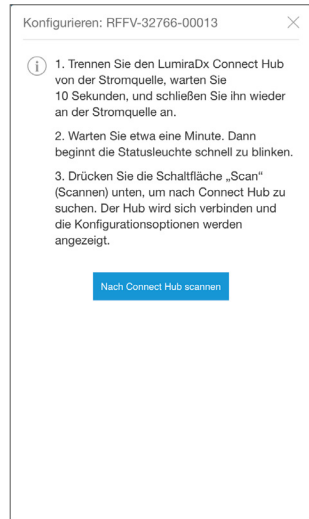 Konfigurieren: RFFV-32766-00013
1. Trennen Sie den LumiraDx Connect Hub
von der Stromquelle, warten Sie
10 Sekunden, und schließen Sie ihn wieder
an der Stromquelle an.
2. Warten Sie etwa eine Minute. Dann
beginnt die Statusleuchte schnell zu blinken.
3. Drücken Sie die Schaltfläche „Scan“
(Scannen) unten, um nach Connect Hub zu
suchen. Der Hub wird sich verbinden und
die Konfigurationsoptionen werden
angezeigt.
Nach Connect Hub scannen